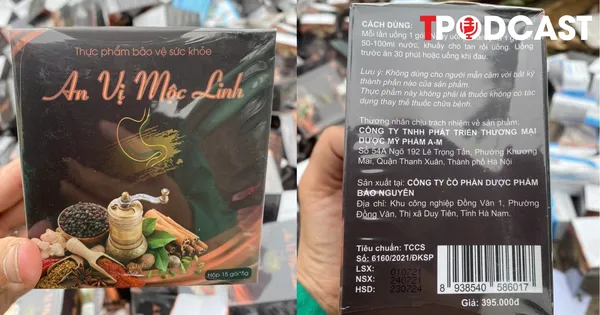 Thực phẩm bảo vệ sức khỏe
An Vị Mộc Linh
Hộp 15 gói*5g
TPODCAST
CÁCH DÙNG:
Mỗi lần uống 1 gói
50-100ml nước, khuấy cho tan rồi uống. Uống
trước ăn 30 phút hoặc uống khi đau.
Lưu ý: Không dùng cho người mẫn cảm với bất kỳ
thành phần nào của sản phẩm.
Thực phẩm này không phải là thuốc không có tác
dụng thay thế thuốc chữa bệnh.
Thương nhân chịu trách nhiệm về sản phẩm:
CÔNG TY TNHH PHÁT TRIỂN THƯƠNG MẠI
DƯỢC MỸ PHẨM A-M
Số 54A Ngõ 192 Lê Trọng Tấn, Phường Khương
Mai, Quận Thanh Xuân, Thành phố Hà Nội
Sản xuất tại: CÔNG TY CỔ PHẦN DƯỢC PHẨM
BẢO NGUYÊN
Địa chỉ: Khu công nghiệp Đồng Văn 1, Phường
Đồng Văn, Thị xã Duy Tiên, Tỉnh Hà Nam.
Tiêu chuẩn: TCCS
Số: 6160/2021/ĐKSP
LSX: 010721
NSX: 240721
HSD: 230724
8 938540 586017
Giá: 395.000đ